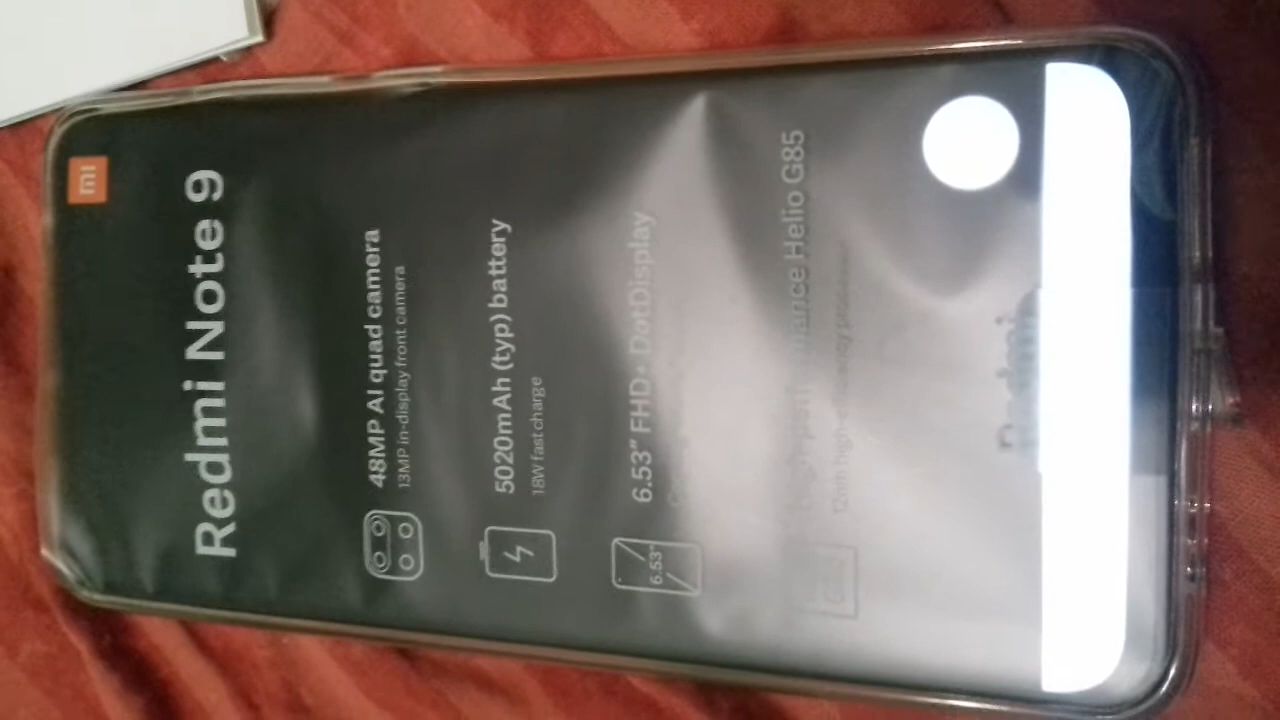 mi
Redmi Note 9
48MP AI quad camera
13MP in-display front camera
5020mAh (typ) battery
18W fast charge
6.53"
6.53" FHD+ DotDisplay
Helio G85
Redmi